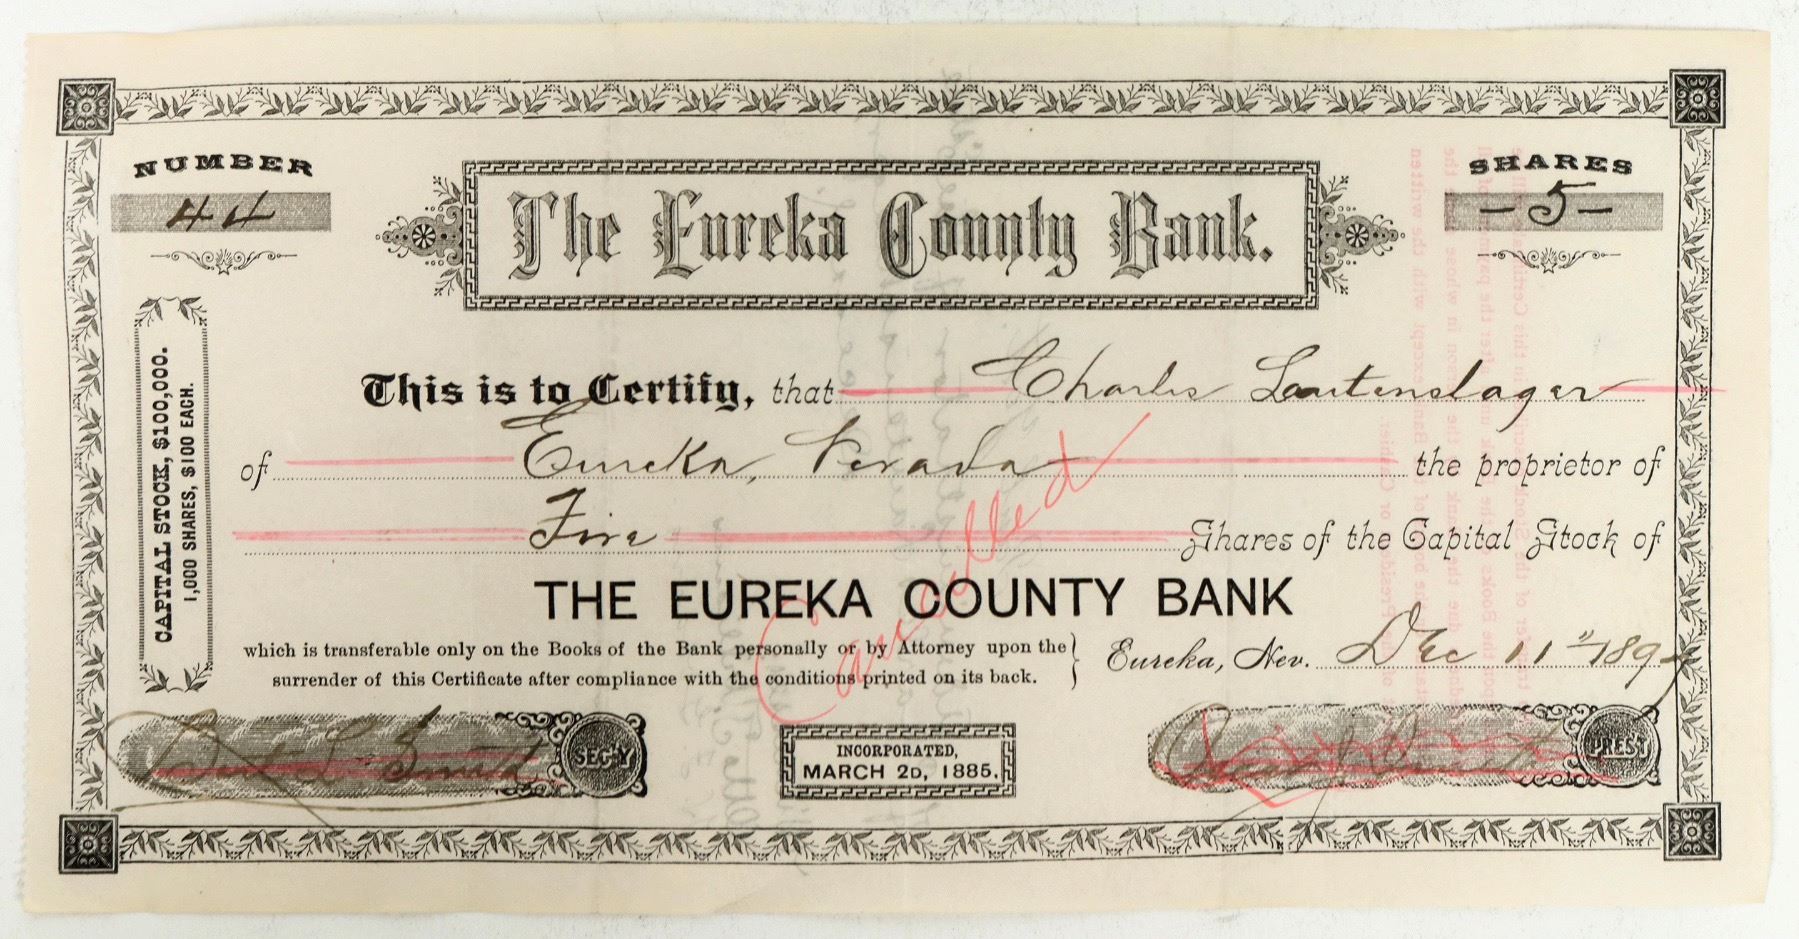 NUMBER
44
The Eureka County Bank.
SHARES
– 5 –
CAPITAL STOCK, $100,000.
1,000 SHARES, $100 EACH.
This is to Certify, that Charles Lautenslager
of Eureka, Nevada the proprietor of
Five Shares of the Capital Stock of
THE EUREKA COUNTY BANK
which is transferable only on the Books of the Bank personally or by Attorney upon the
surrender of this Certificate after compliance with the conditions printed on its back.
Eureka, Nev. Dec 11th 189
Cancelled
Bert L. Smith
SEC'Y
INCORPORATED,
MARCH 2D, 1885.
PREST